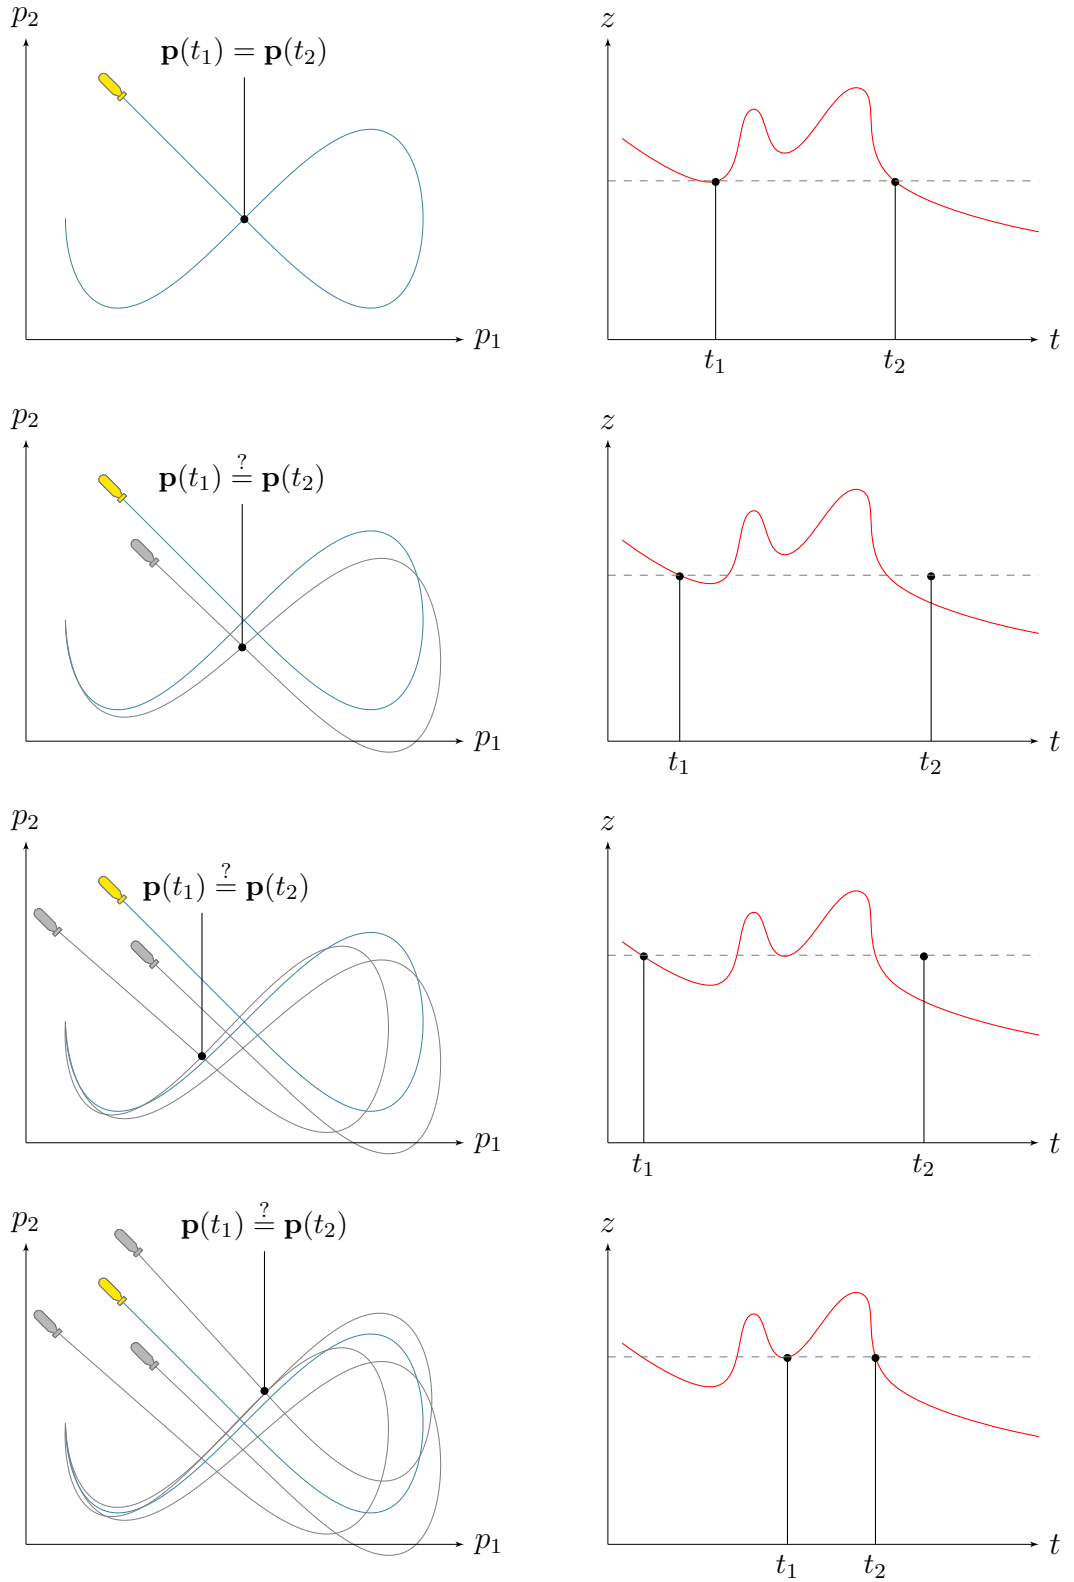 p₂
p(t₁) = p(t₂)
p₁
z
t₁ t₂
t
p₂
p(t₁) ≟ p(t₂)
p₁
z
t₁ t₂
t
p₂
p(t₁) ≟ p(t₂)
p₁
z
t₁ t₂
t
p₂
p(t₁) ≟ p(t₂)
p₁
z
t₁ t₂
t